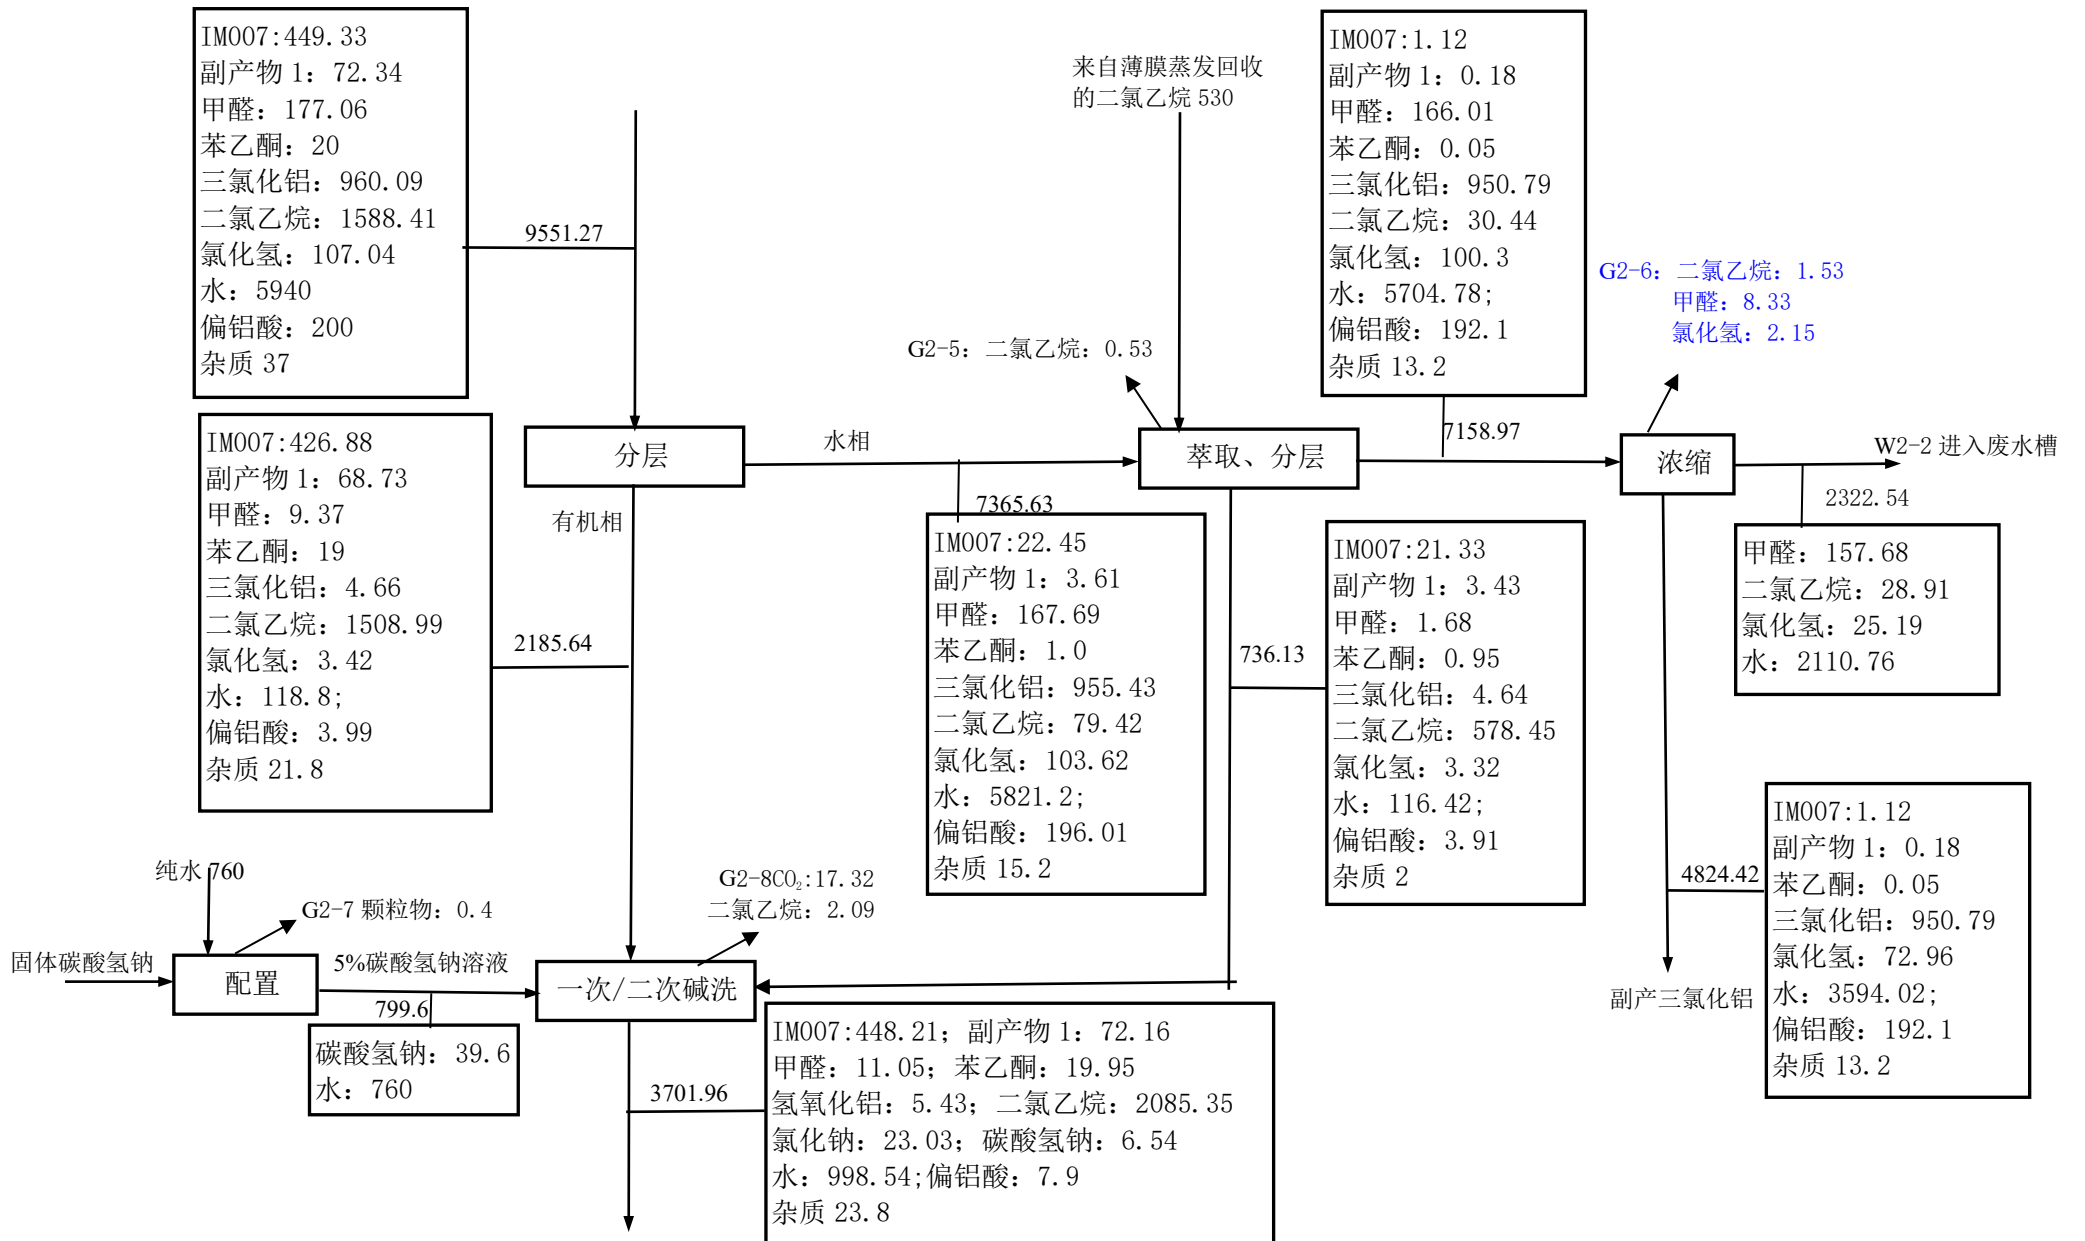 IM007:449.33
副产物 1: 72.34
甲醛: 177.06
苯乙酮: 20
三氯化铝: 960.09
二氯乙烷: 1588.41
氯化氢: 107.04
水: 5940
偏铝酸: 200
杂质 37
9551.27
来自薄膜蒸发回收
的二氯乙烷 530
IM007:1.12
副产物 1: 0.18
甲醛: 166.01
苯乙酮: 0.05
三氯化铝: 950.79
二氯乙烷: 30.44
氯化氢: 100.3
水: 5704.78;
偏铝酸: 192.1
杂质 13.2
G2-6: 二氯乙烷: 1.53
甲醛: 8.33
氯化氢: 2.15
G2-5: 二氯乙烷: 0.53
分层
水相
萃取、分层
7158.97
浓缩
W2-2 进入废水槽
2322.54
有机相
IM007:426.88
副产物 1: 68.73
甲醛: 9.37
苯乙酮: 19
三氯化铝: 4.66
二氯乙烷: 1508.99
氯化氢: 3.42
水: 118.8;
偏铝酸: 3.99
杂质 21.8
2185.64
7365.63
IM007:22.45
副产物 1: 3.61
甲醛: 167.69
苯乙酮: 1.0
三氯化铝: 955.43
二氯乙烷: 79.42
氯化氢: 103.62
水: 5821.2;
偏铝酸: 196.01
杂质 15.2
736.13
IM007:21.33
副产物 1: 3.43
甲醛: 1.68
苯乙酮: 0.95
三氯化铝: 4.64
二氯乙烷: 578.45
氯化氢: 3.32
水: 116.42;
偏铝酸: 3.91
杂质 2
甲醛: 157.68
二氯乙烷: 28.91
氯化氢: 25.19
水: 2110.76
4824.42
IM007:1.12
副产物 1: 0.18
苯乙酮: 0.05
三氯化铝: 950.79
氯化氢: 72.96
水: 3594.02;
偏铝酸: 192.1
杂质 13.2
副产三氯化铝
纯水 760
G2-7 颗粒物: 0.4
G2-8CO₂:17.32
二氯乙烷: 2.09
固体碳酸氢钠
配置
5%碳酸氢钠溶液
799.6
碳酸氢钠: 39.6
水: 760
一次/二次碱洗
3701.96
IM007:448.21; 副产物 1: 72.16
甲醛: 11.05; 苯乙酮: 19.95
氢氧化铝: 5.43; 二氯乙烷: 2085.35
氯化钠: 23.03; 碳酸氢钠: 6.54
水: 998.54;偏铝酸: 7.9
杂质 23.8